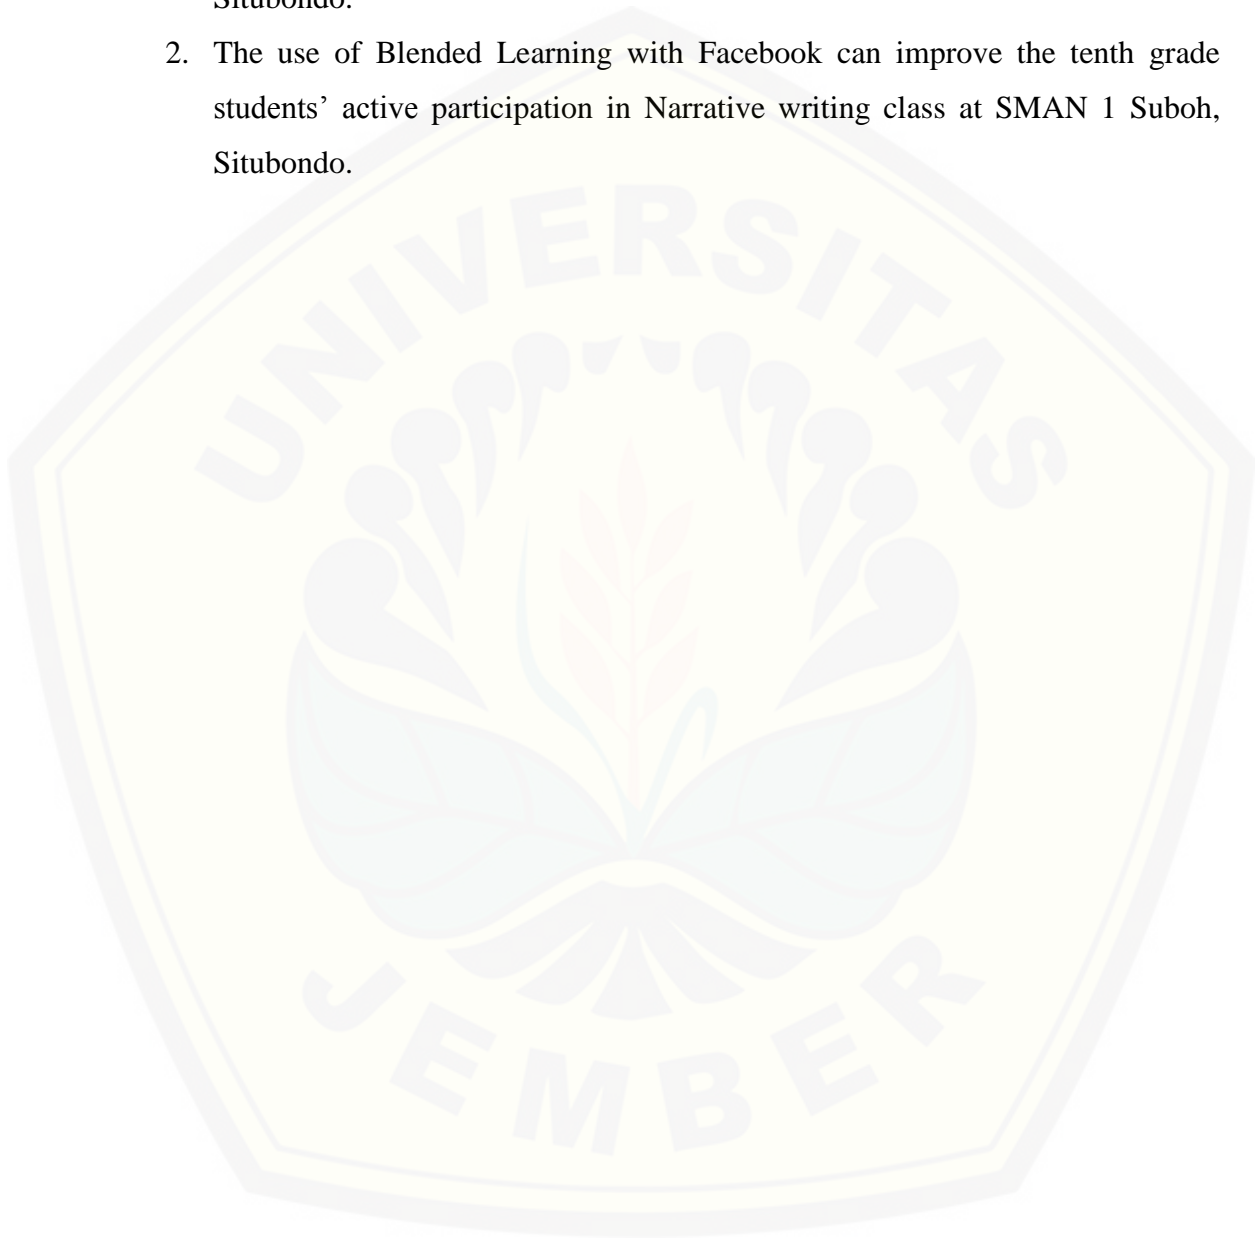 Situbondo.
2. The use of Blended Learning with Facebook can improve the tenth grade
students’ active participation in Narrative writing class at SMAN 1 Suboh,
Situbondo.
UNIVERSITAS
JEMBER